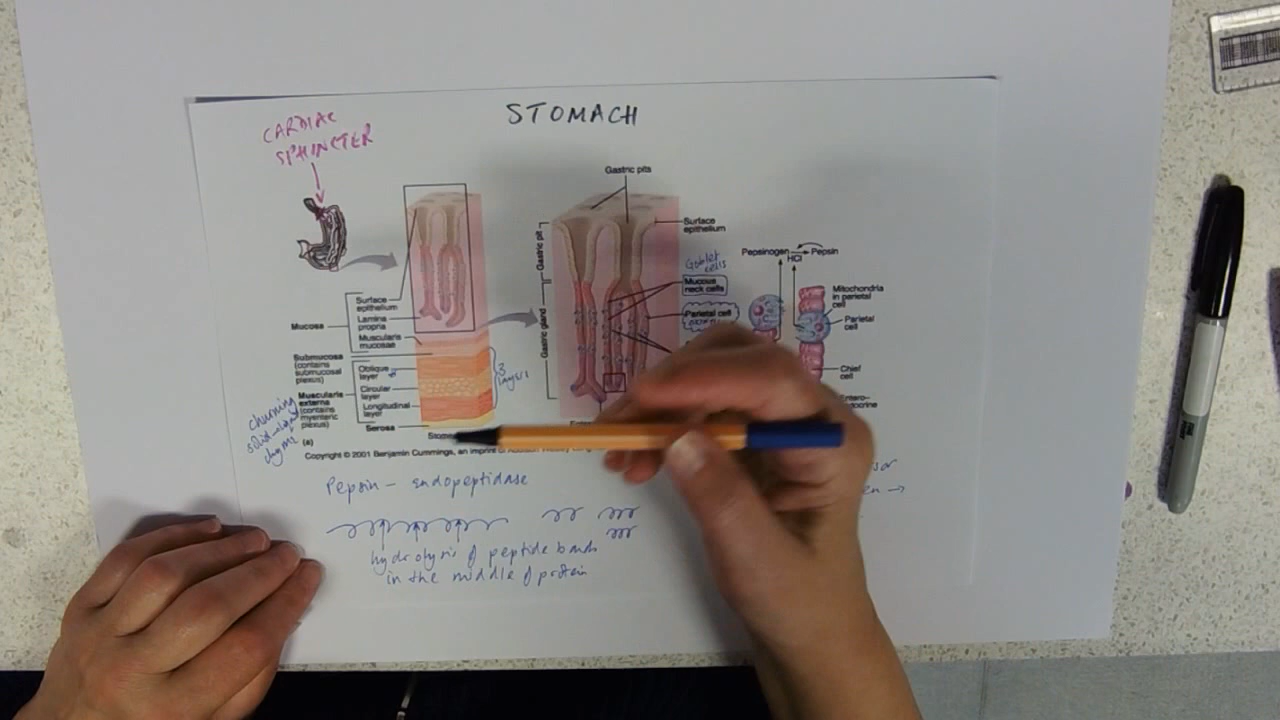 STOMACH
CARDIAC
SPHINCTER
Gastric pits
Surface
epithelium
Gastric pit
Gastric gland
Goblet
cells
Mucous
neck cells
Parietal cell
Pepsinogen
HCl
Pepsin
Mitochondria
in parietal
cell
Parietal
cell
Chief
cell
Surface
epithelium
Lamina
propria
Muscularis
mucosae
Mucosa
Submucosa
(contains
submucosal
plexus)
Oblique
layer
Circular
layer
Longitudinal
layer
Muscularis
externa
(contains
myenteric
plexus)
Serosa
3
layers
churning
solid → liquid
chyme
(a)
Copyright © 2001 Benjamin Cummings, an imprint of
Pepsin - endopeptidase
hydrolysis of peptide bonds
in the middle of protein